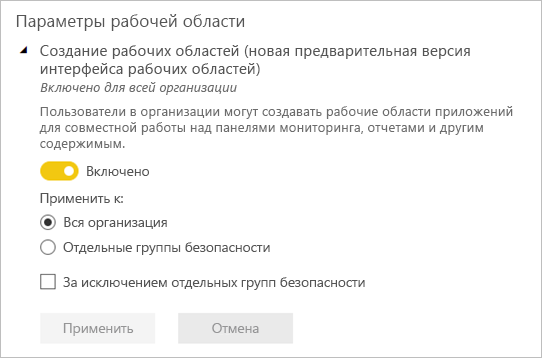 Параметры рабочей области
Создание рабочих областей (новая предварительная версия
интерфейса рабочих областей)
Включено для всей организации
Пользователи в организации могут создавать рабочие области приложений
для совместной работы над панелями мониторинга, отчетами и другим
содержимым.
Включено
Применить к:
Вся организация
Отдельные группы безопасности
За исключением отдельных групп безопасности
Применить
Отмена